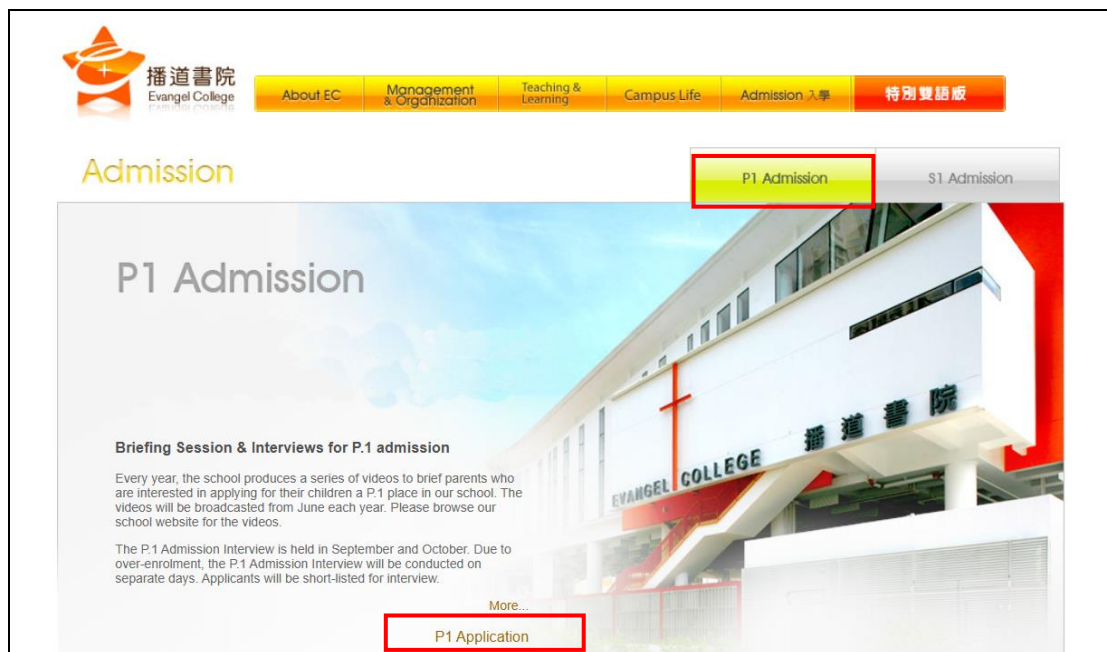 播道書院
Evangel College
About EC
Management
& Organization
Teaching &
Learning
Campus Life
Admission 入學
特別雙語版
Admission
P1 Admission
S1 Admission
P1 Admission
EVANGEL COLLEGE 播道書院
Briefing Session & Interviews for P.1 admission
Every year, the school produces a series of videos to brief parents who
are interested in applying for their children a P.1 place in our school. The
videos will be broadcasted from June each year. Please browse our
school website for the videos.
The P.1 Admission Interview is held in September and October. Due to
over-enrolment, the P.1 Admission Interview will be conducted on
separate days. Applicants will be short-listed for interview.
More...
P1 Application